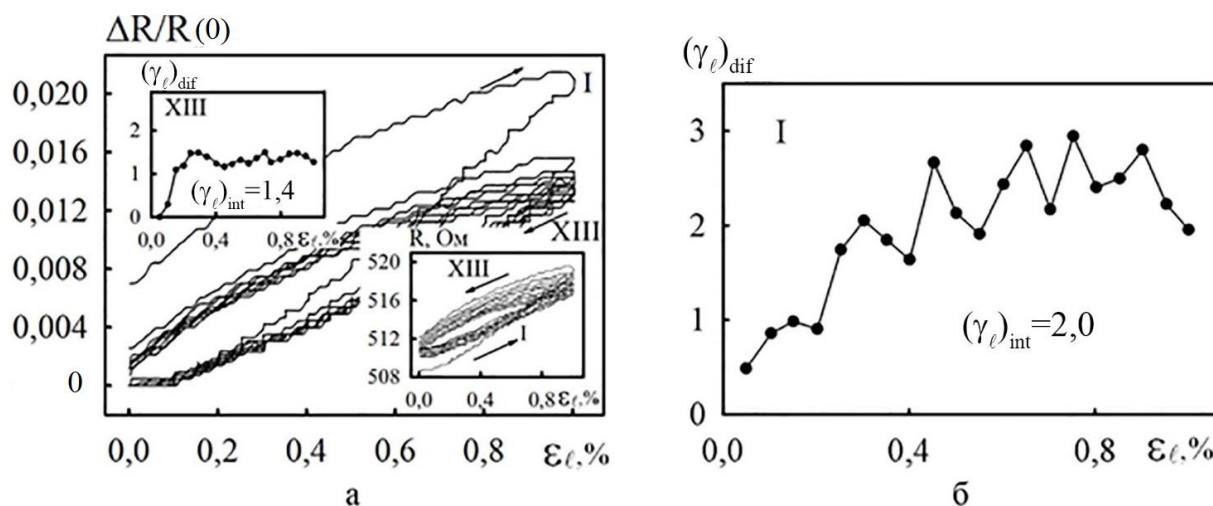 ΔR/R (0)
0,020
0,016
0,012
0,008
0,004
0
(γℓ)dif
XIII
2
1
0
(γℓ)int=1,4
0,0 0,4 0,8 εℓ,%
I
XIII
R, Ом
520
516
512
508
XIII
I
0,0 0,4 0,8 εℓ,%
0,0 0,2 0,4 0,6 0,8 εℓ,%
а
(γℓ)dif
3
2
1
0
I
(γℓ)int=2,0
0,0 0,4 0,8 εℓ,%
б